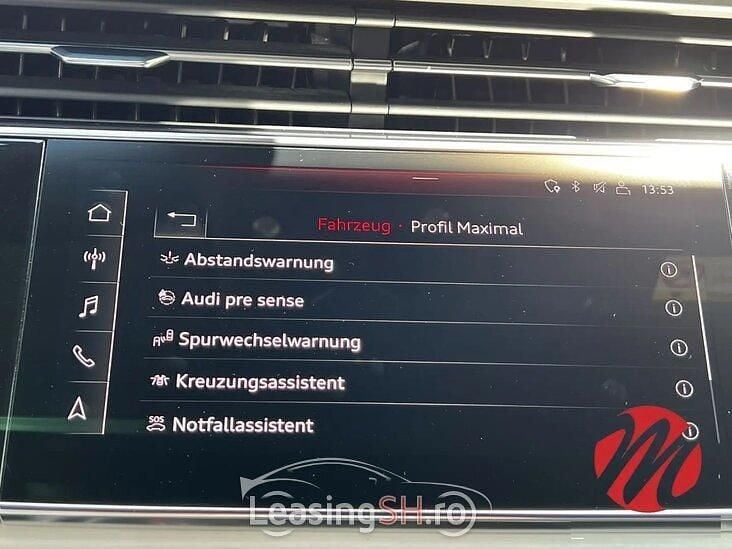 13:53
Fahrzeug · Profil Maximal
Abstandswarnung
Audi pre sense
Spurwechselwarnung
Kreuzungsassistent
SOS
Notfallassistent
M
LeasingSH.ro